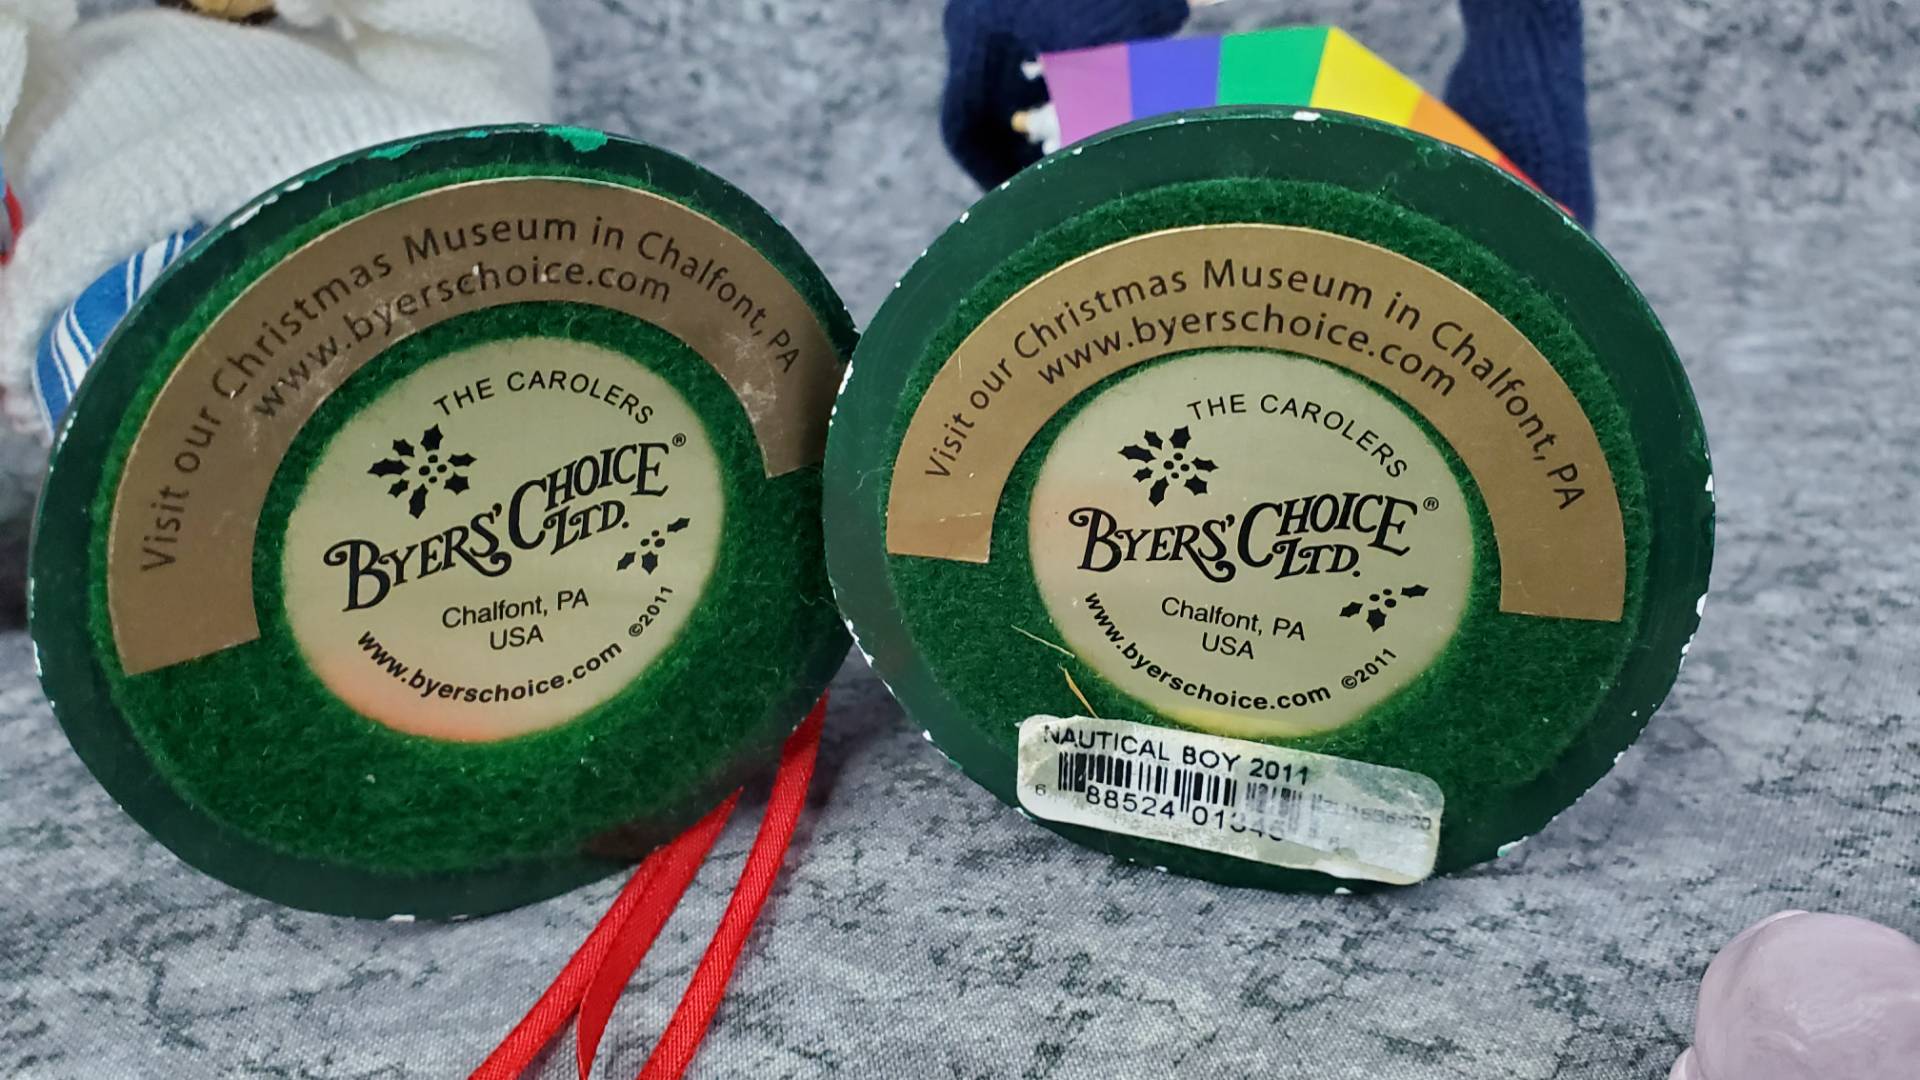 Visit our Christmas Museum in Chalfont, PA
www.byerschoice.com
THE CAROLERS
BYERS' CHOICE ®
LTD.
Chalfont, PA
USA
www.byerschoice.com ©2011
Visit our Christmas Museum in Chalfont, PA
www.byerschoice.com
THE CAROLERS
BYERS' CHOICE ®
LTD.
Chalfont, PA
USA
www.byerschoice.com ©2011
NAUTICAL BOY 2011
6 88524